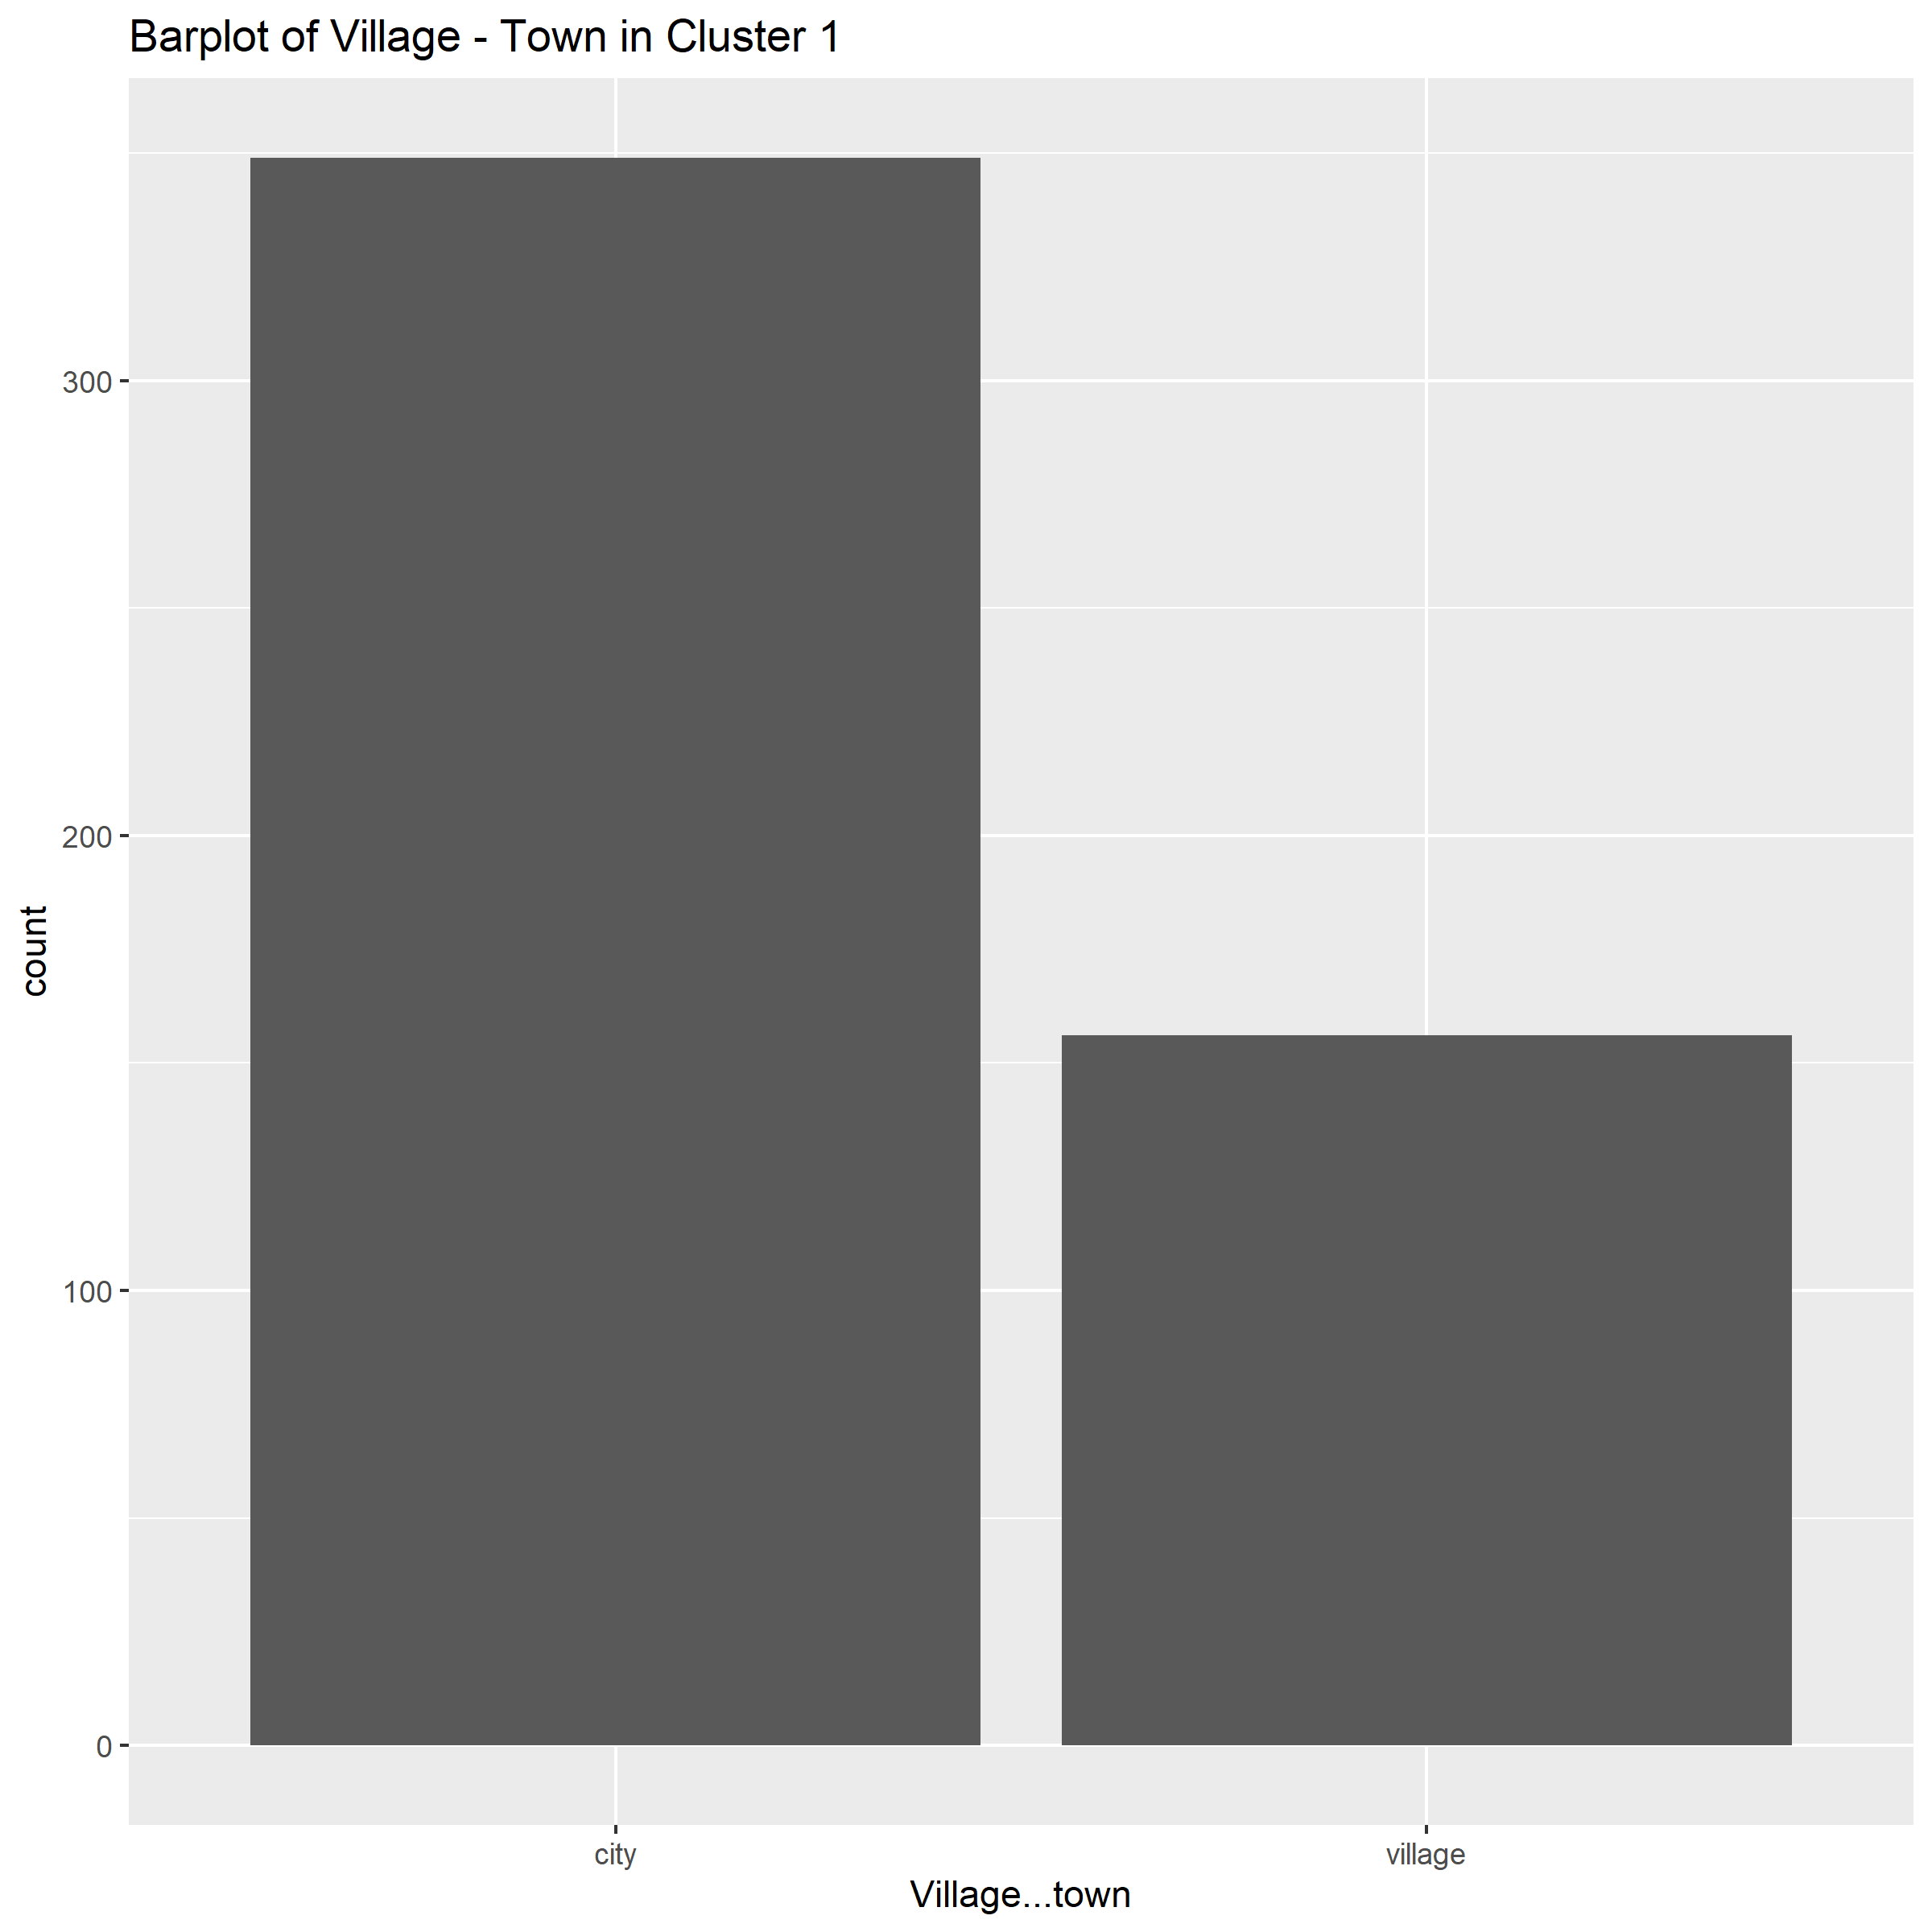 Barplot of Village - Town in Cluster 1
300
200
100
0
count
city
village
Village...town